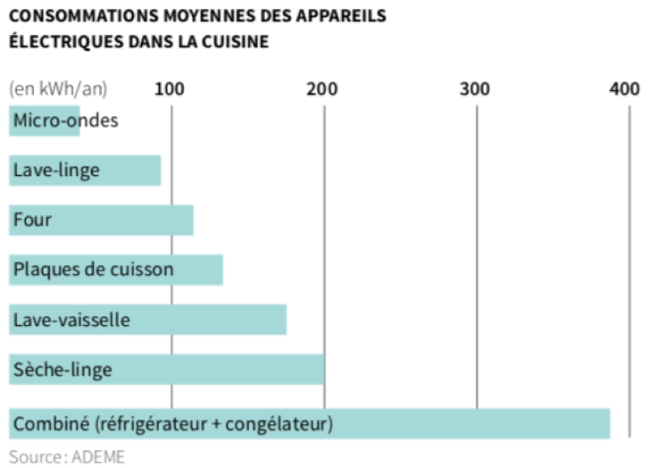 CONSOMMATIONS MOYENNES DES APPAREILS
ÉLECTRIQUES DANS LA CUISINE
(en kWh/an) 100 200 300 400
Micro-ondes
Lave-linge
Four
Plaques de cuisson
Lave-vaisselle
Sèche-linge
Combiné (réfrigérateur + congélateur)
Source : ADEME